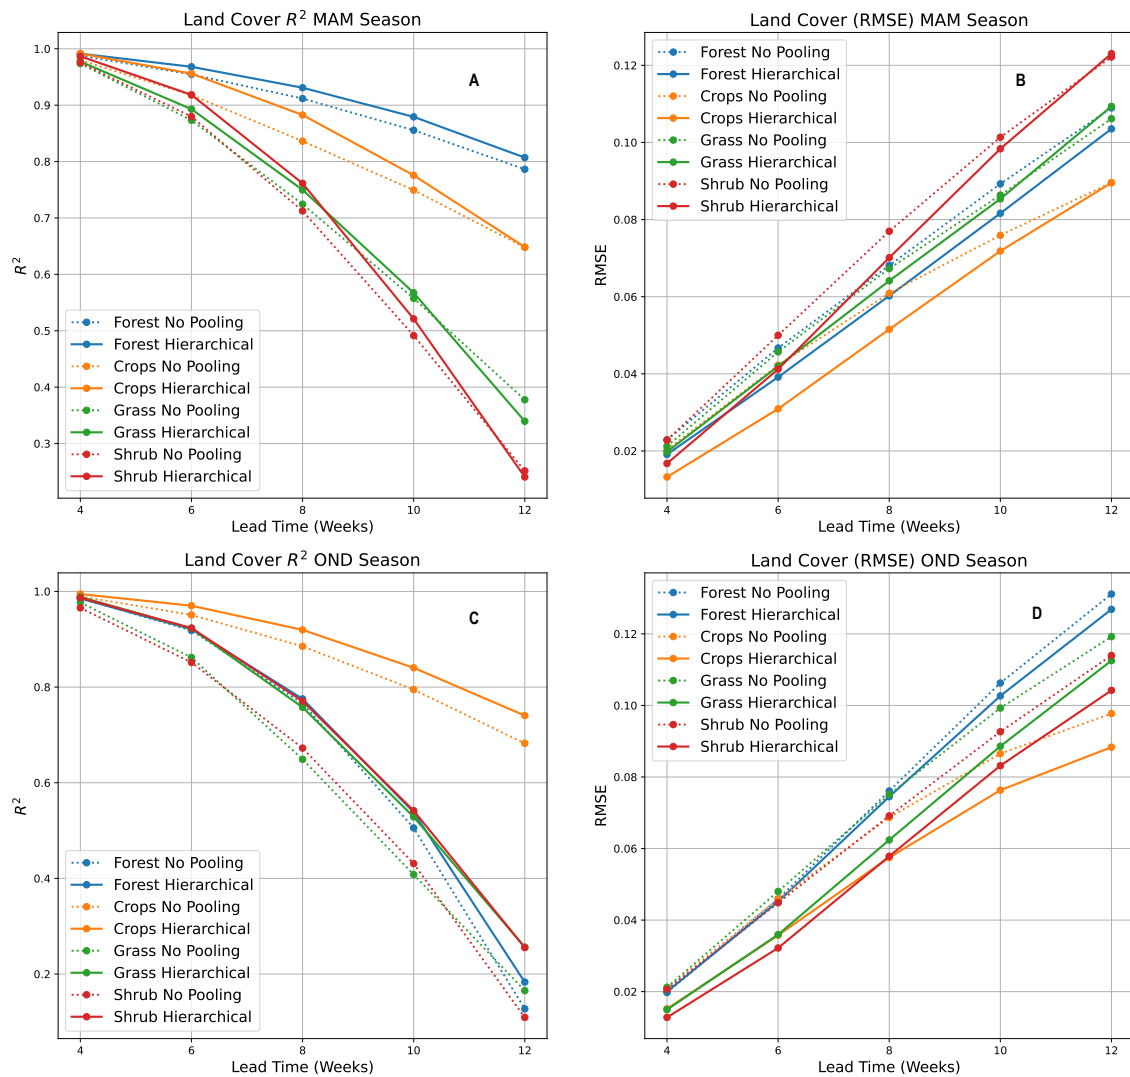 Land Cover R² MAM Season
A
1.0
0.9
0.8
0.7
0.6
0.5
0.4
0.3
R²
Forest No Pooling
Forest Hierarchical
Crops No Pooling
Crops Hierarchical
Grass No Pooling
Grass Hierarchical
Shrub No Pooling
Shrub Hierarchical
4 6 8 10 12
Lead Time (Weeks)
Land Cover (RMSE) MAM Season
B
Forest No Pooling
Forest Hierarchical
Crops No Pooling
Crops Hierarchical
Grass No Pooling
Grass Hierarchical
Shrub No Pooling
Shrub Hierarchical
0.12
0.10
0.08
0.06
0.04
0.02
RMSE
4 6 8 10 12
Lead Time (Weeks)
Land Cover R² OND Season
C
1.0
0.8
0.6
0.4
0.2
R²
Forest No Pooling
Forest Hierarchical
Crops No Pooling
Crops Hierarchical
Grass No Pooling
Grass Hierarchical
Shrub No Pooling
Shrub Hierarchical
4 6 8 10 12
Lead Time (Weeks)
Land Cover (RMSE) OND Season
D
Forest No Pooling
Forest Hierarchical
Crops No Pooling
Crops Hierarchical
Grass No Pooling
Grass Hierarchical
Shrub No Pooling
Shrub Hierarchical
0.12
0.10
0.08
0.06
0.04
0.02
RMSE
4 6 8 10 12
Lead Time (Weeks)